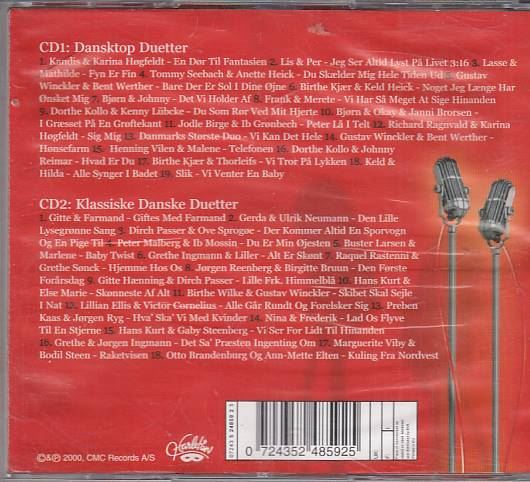 CD1: Dansktop Duetter
1. Kandis & Karina Høgfeldt - En Dør Til Fantasien 2. Lis & Per - Jeg Ser Altid Lyst På Livet 3:16 3. Lasse &
Mathilde - Fyn Er Fin 4. Tommy Seebach & Anette Heick - Du Skælder Mig Hele Tiden Ud 5. Gustav
Winckler & Bent Werther - Bare Der Er Sol I Dine Øjne 6. Birthe Kjær & Keld Heick - Noget Jeg Længe Har
Ønsket Mig 7. Bjørn & Johnny - Det Vi Holder Af 8. Frank & Merete - Vi Har Så Meget At Sige Hinanden
9. Dorthe Kollo & Kenny Lübcke - Du Som Rør Ved Mit Hjerte 10. Bjørn & Okay & Janni Brorsen -
I Græsset På En Grøftekant 11. Jodle Birge & Ib Grønbech - Peter Lå I Telt 12. Richard Ragnvald & Karina
Høgfeldt - Sig Mig 13. Danmarks Største Duo - Vi Kan Det Hele 14. Gustav Winckler & Bent Werther -
Hønsefarm 15. Henning Vilen & Malene - Telefonen 16. Dorthe Kollo & Johnny
Reimar - Hvad Er Du 17. Birthe Kjær & Thorleifs - Vi Tror På Lykken 18. Keld &
Hilda - Alle Synger I Badet 19. Slik - Vi Venter En Baby
CD2: Klassiske Danske Duetter
1. Gitte & Farmand - Giftes Med Farmand 2. Gerda & Ulrik Neumann - Den Lille
Lysegrønne Sang 3. Dirch Passer & Ove Sprogøe - Der Kommer Altid En Sporvogn
Og En Pige Til 4. Peter Malberg & Ib Mossin - Du Er Min Øjesten 5. Buster Larsen &
Marlene - Baby Twist 6. Grethe Ingmann & Liller - Alt Er Skønt 7. Raquel Rastenni &
Grethe Sønck - Hjemme Hos Os 8. Jørgen Reenberg & Birgitte Bruun - Den Første
Forårsdag 9. Gitte Hænning & Dirch Passer - Lille Frk. Himmelblå 10. Hans Kurt &
Else Marie - Skønneste Af Alt 11. Birthe Wilke & Gustav Winckler - Skibet Skal Sejle
I Nat 12. Lillian Ellis & Victor Cornelius - Alle Går Rundt Og Forelsker Sig 13. Preben
Kaas & Jørgen Ryg - Hva' Ska' Vi Med Kvinder 14. Nina & Frederik - Lad Os Flyve
Til En Stjerne 15. Hans Kurt & Gaby Stenberg - Vi Ser For Lidt Til Hinanden
16. Grethe & Jørgen Ingmann - Det Sa' Præsten Ingenting Om 17. Marguerite Viby &
Bodil Steen - Raketvisen 18. Otto Brandenburg Og Ann-Mette Elten - Kuling Fra Nordvest
07243 5 24859 2 5
0 724352 485925
Harlekin
©&℗ 2000, CMC Records A/S